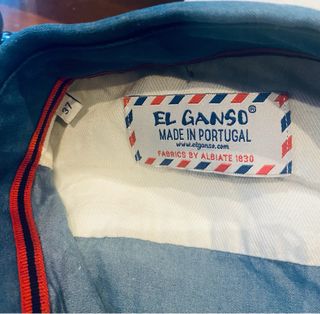 37
EL GANSO®
MADE IN PORTUGAL
www.elganso.com
FABRICS BY ALBIATE 1830